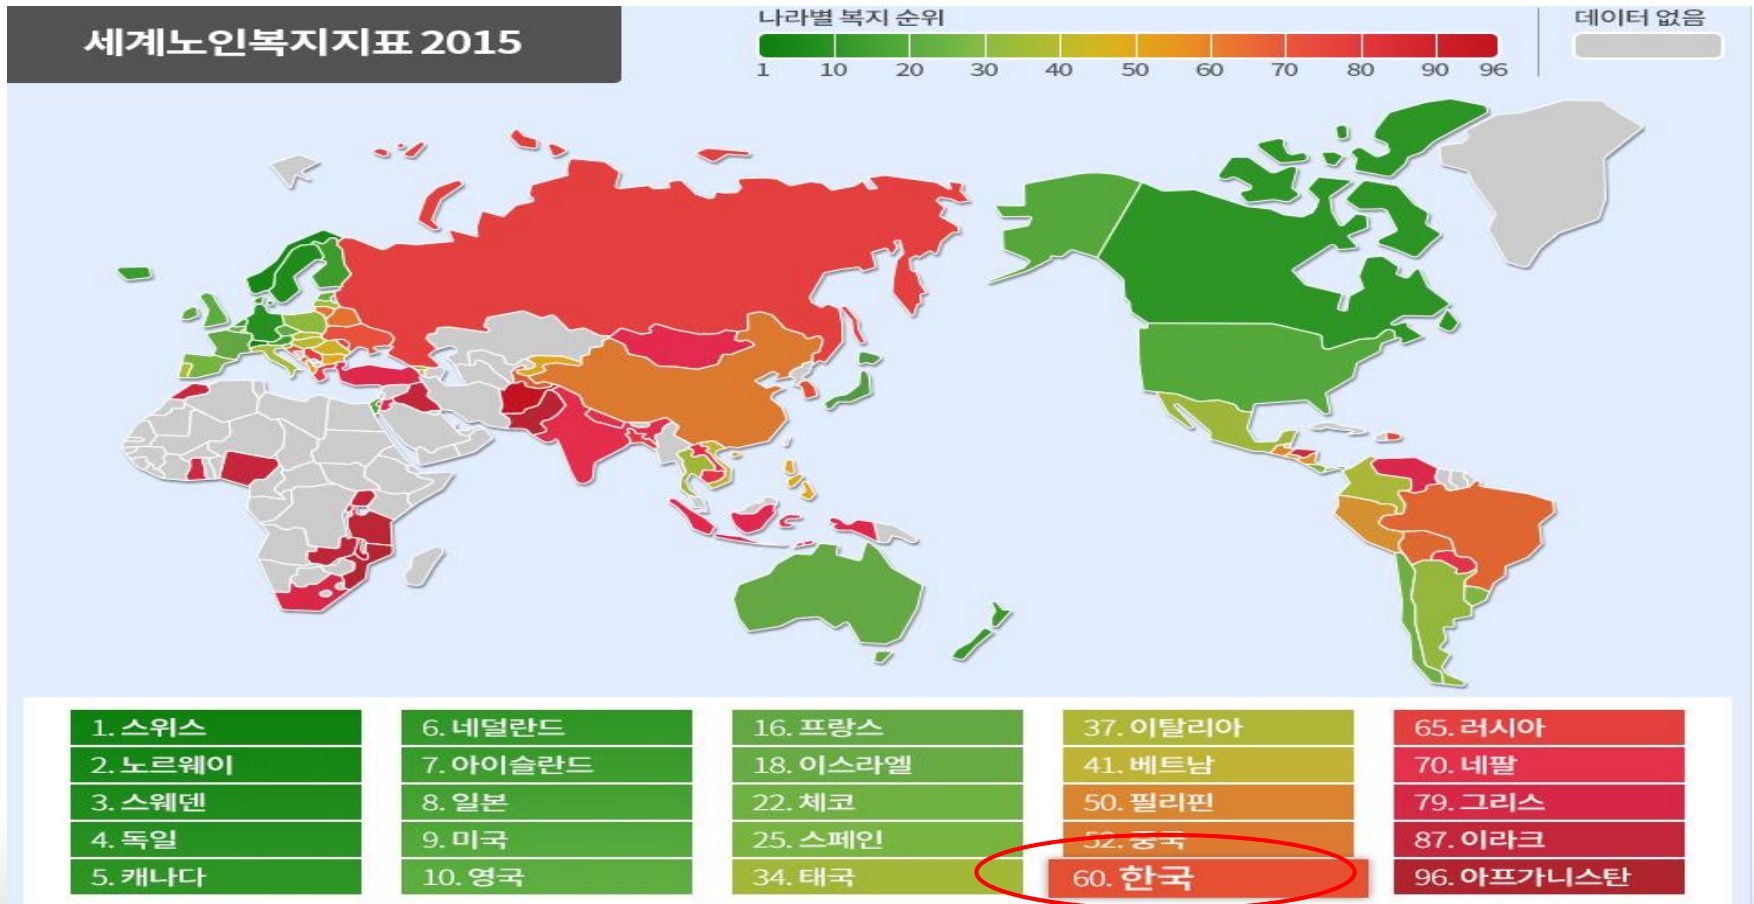 세계노인복지지표 2015
나라별 복지 순위
데이터 없음
1 10 20 30 40 50 60 70 80 90 96
1. 스위스
2. 노르웨이
3. 스웨덴
4. 독일
5. 캐나다
6. 네덜란드
7. 아이슬란드
8. 일본
9. 미국
10. 영국
16. 프랑스
18. 이스라엘
22. 체코
25. 스페인
34. 태국
37. 이탈리아
41. 베트남
50. 필리핀
52. 중국
60. 한국
65. 러시아
70. 네팔
79. 그리스
87. 이라크
96. 아프가니스탄